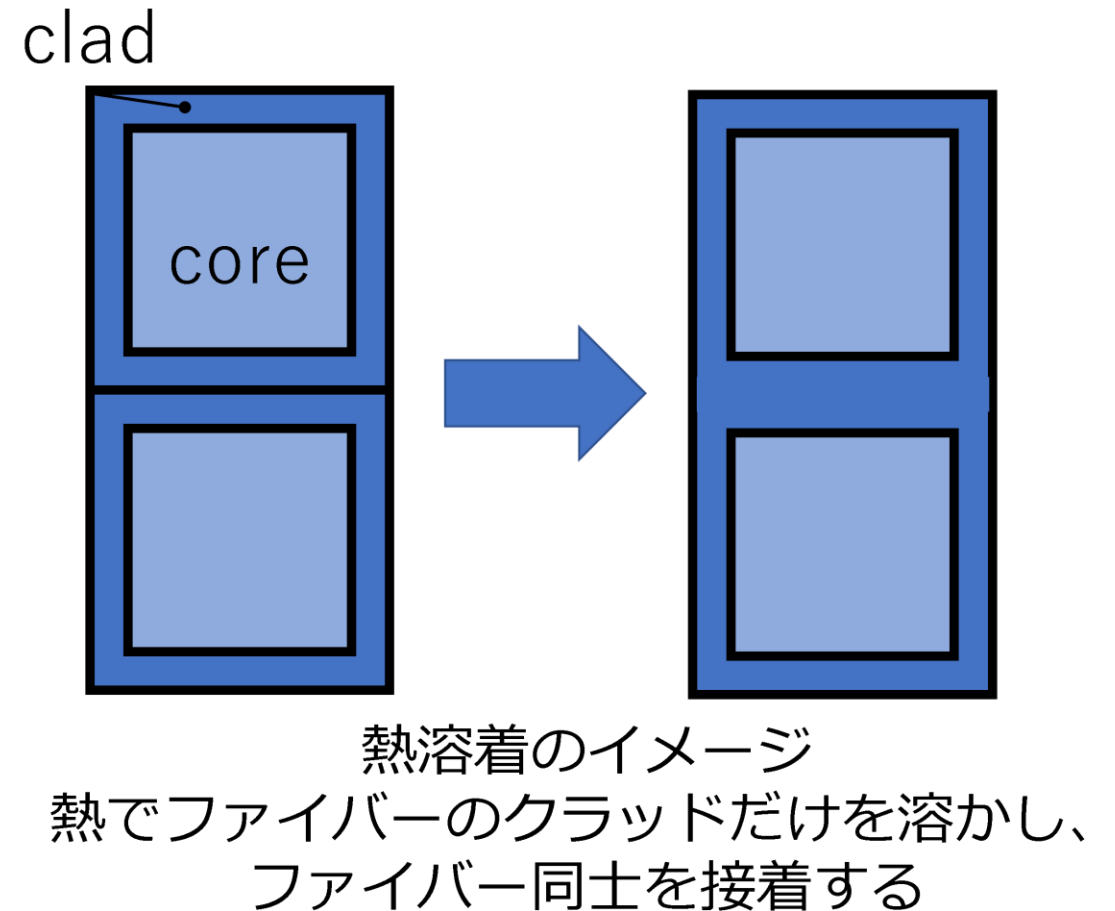 clad
core
熱溶着のイメージ
熱でファイバーのクラッドだけを溶かし、
ファイバー同士を接着する